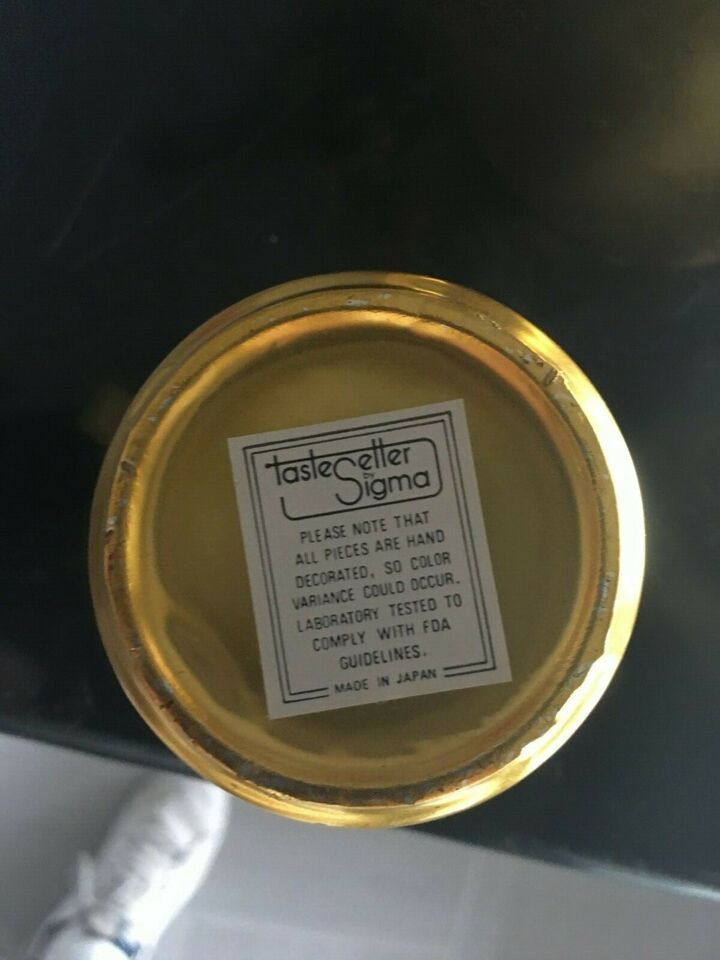 tasteSetter
by
Sigma
PLEASE NOTE THAT
ALL PIECES ARE HAND
DECORATED, SO COLOR
VARIANCE COULD OCCUR.
LABORATORY TESTED TO
COMPLY WITH FDA
GUIDELINES.
MADE IN JAPAN